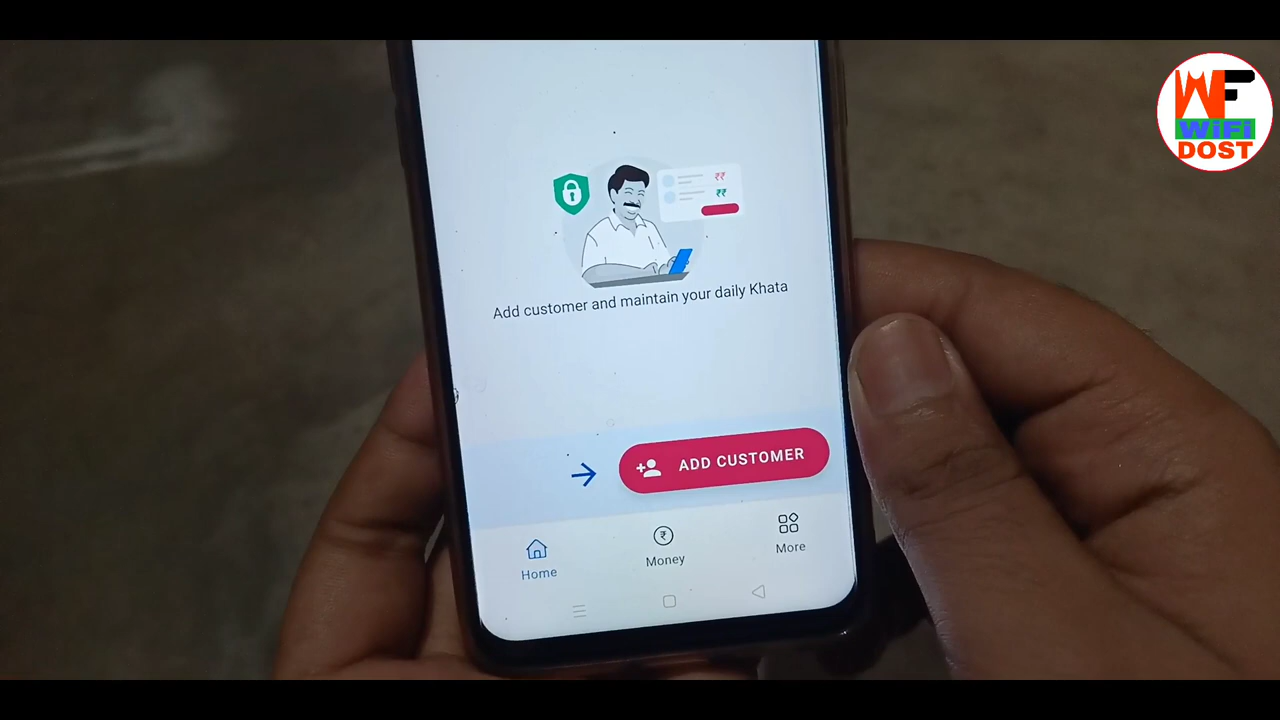 WF
WiFi
DOST
₹₹
₹₹
Add customer and maintain your daily Khata
ADD CUSTOMER
₹
Home
Money
More